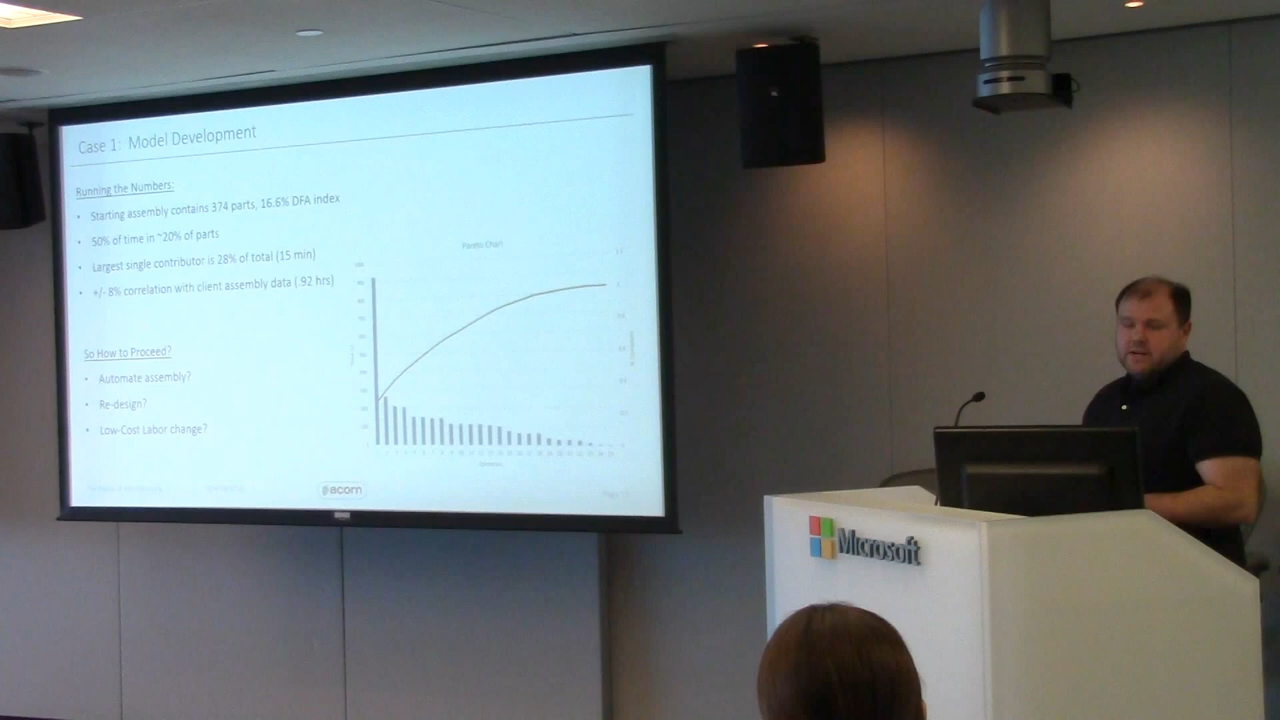 Case 1: Model Development
Running the Numbers:
• Starting assembly contains 374 parts, 16.6% DFA index
• 50% of time in ~20% of parts
• Largest single contributor is 28% of total (15 min)
• +/- 8% correlation with client assembly data (.92 hrs)
Pareto Chart
So How to Proceed?
• Automate assembly?
• Re-design?
• Low-Cost Labor change?
acorn
Microsoft